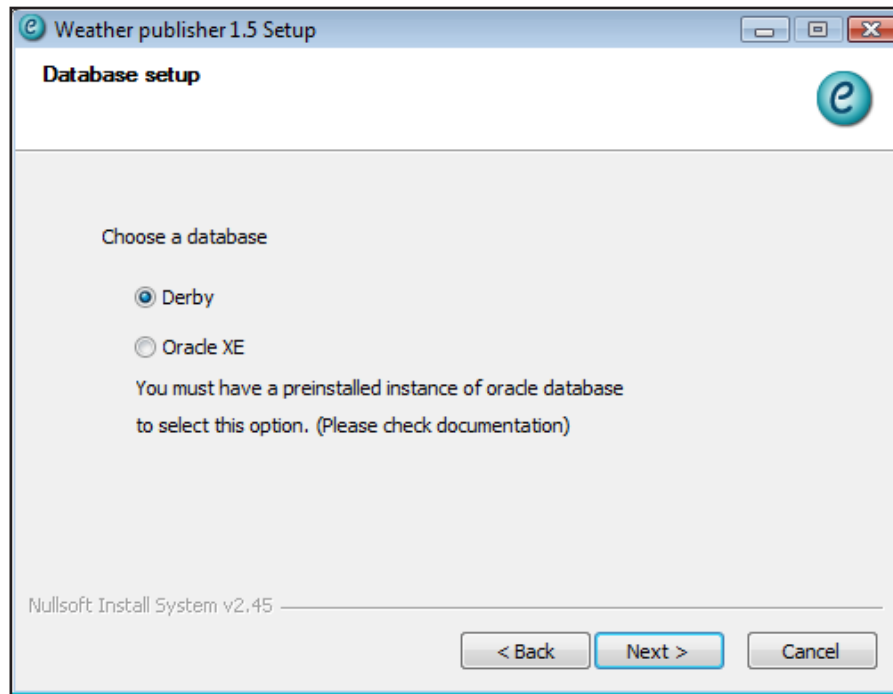 Weather publisher 1.5 Setup
Database setup
Choose a database
Derby
Oracle XE
You must have a preinstalled instance of oracle database
to select this option. (Please check documentation)
Nullsoft Install System v2.45
< Back Next > Cancel